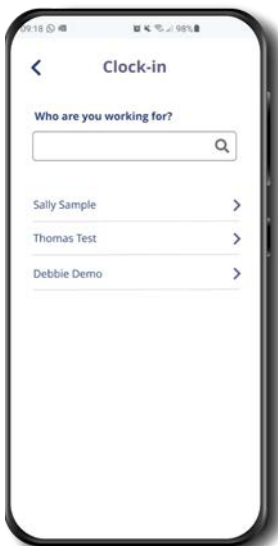 09:18 98%
Clock-in
Who are you working for?
Sally Sample
Thomas Test
Debbie Demo